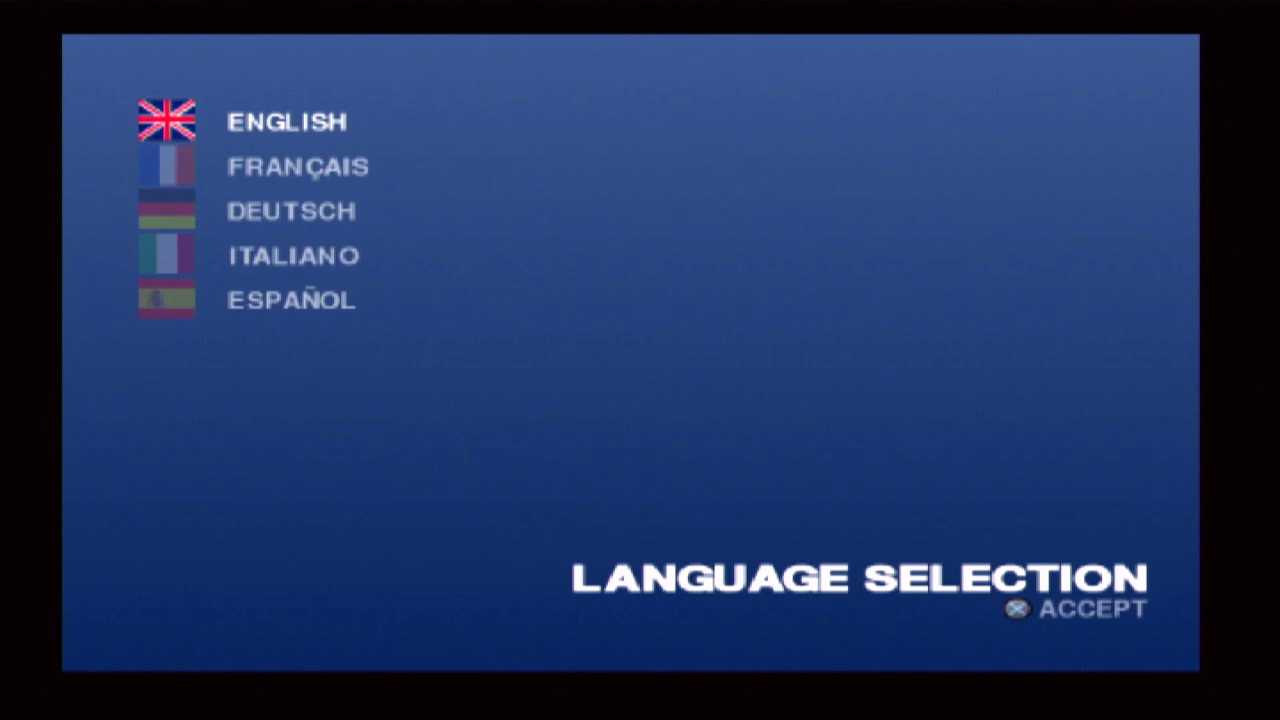 ENGLISH
FRANÇAIS
DEUTSCH
ITALIANO
ESPAÑOL
LANGUAGE SELECTION
ACCEPT